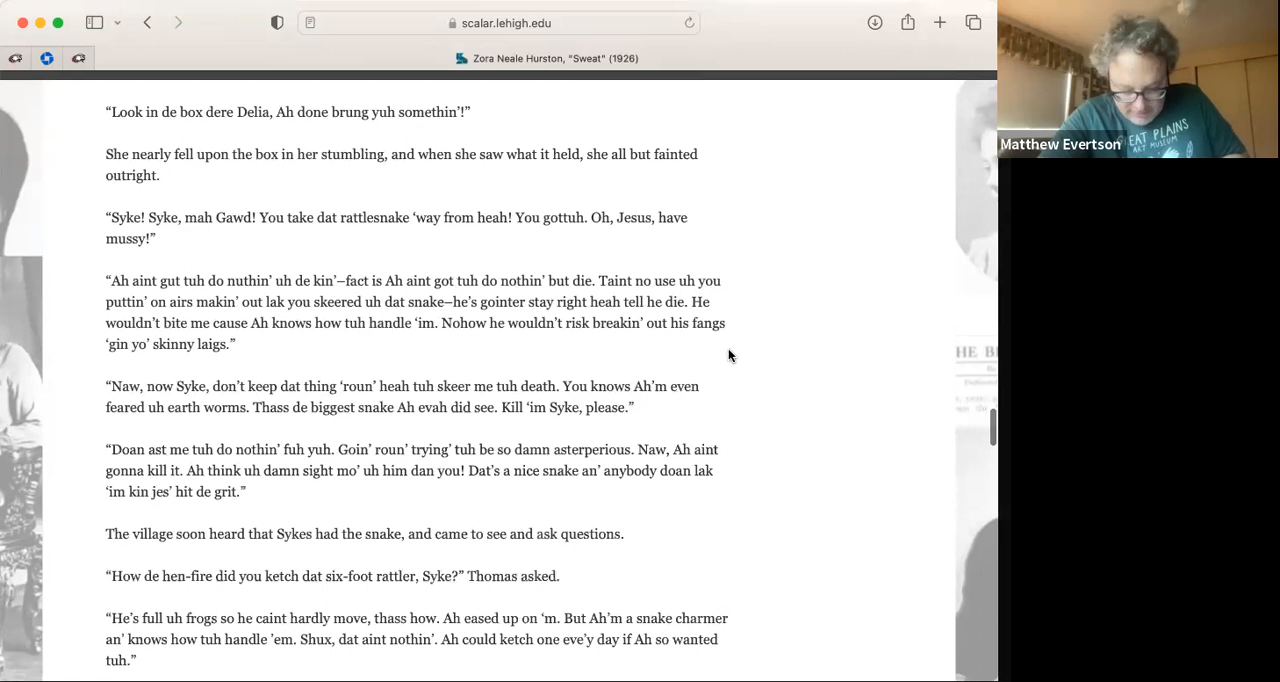 scalar.lehigh.edu
Zora Neale Hurston, "Sweat" (1926)
“Look in de box dere Delia, Ah done brung yuh somethin’!”
She nearly fell upon the box in her stumbling, and when she saw what it held, she all but fainted
outright.
“Syke! Syke, mah Gawd! You take dat rattlesnake ‘way from heah! You gottuh. Oh, Jesus, have
mussy!”
“Ah aint gut tuh do nuthin’ uh de kin’–fact is Ah aint got tuh do nothin’ but die. Taint no use uh you
puttin’ on airs makin’ out lak you skeered uh dat snake–he’s gointer stay right heah tell he die. He
wouldn’t bite me cause Ah knows how tuh handle ‘im. Nohow he wouldn’t risk breakin’ out his fangs
‘gin yo’ skinny laigs.”
“Naw, now Syke, don’t keep dat thing ‘roun’ heah tuh skeer me tuh death. You knows Ah’m even
feared uh earth worms. Thass de biggest snake Ah evah did see. Kill ‘im Syke, please.”
“Doan ast me tuh do nothin’ fuh yuh. Goin’ roun’ trying’ tuh be so damn asterperious. Naw, Ah aint
gonna kill it. Ah think uh damn sight mo’ uh him dan you! Dat’s a nice snake an’ anybody doan lak
‘im kin jes’ hit de grit.”
The village soon heard that Sykes had the snake, and came to see and ask questions.
“How de hen-fire did you ketch dat six-foot rattler, Syke?” Thomas asked.
“He’s full uh frogs so he caint hardly move, thass how. Ah eased up on ‘m. But Ah’m a snake charmer
an’ knows how tuh handle ’em. Shux, dat aint nothin’. Ah could ketch one eve’y day if Ah so wanted
tuh.”
HE B
Matthew Evertson
EAT PLAINS
ART MUSEUM